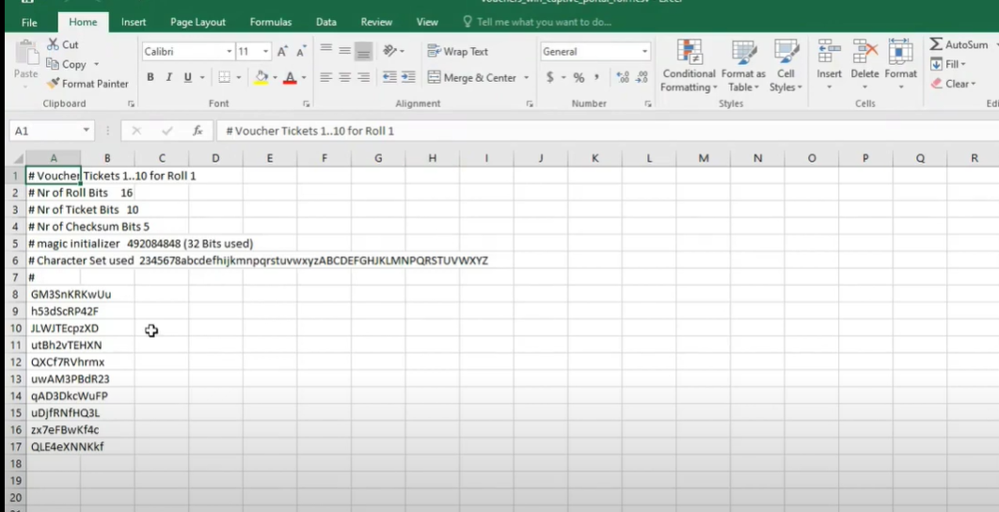 File Home Insert Page Layout Formulas Data Review View Tell me what you want to do...
Cut
Copy
Format Painter
Paste
Clipboard
Calibri 11
B I U
Font
Wrap Text
Merge & Center
Alignment
General
$ % ,
Number
Conditional Formatting
Format as Table
Cell Styles
Styles
Insert Delete Format
Cells
AutoSum
Fill
Clear
A1 fx # Voucher Tickets 1..10 for Roll 1
A B C D E F G H I J K L M N O P Q R
1 # Voucher Tickets 1..10 for Roll 1
2 # Nr of Roll Bits 16
3 # Nr of Ticket Bits 10
4 # Nr of Checksum Bits 5
5 # magic initializer 492084848 (32 Bits used)
6 # Character Set used 2345678abcdefhijkmnpqrstuvwxyzABCDEFGHJKLMNPQRSTUVWXYZ
7 #
8 GM3SnKRKwUu
9 h53dScRP42F
10 JLWJTEcpzXD
11 utBh2vTEHXN
12 QXCf7RVhrmx
13 uwAM3PBdR23
14 qAD3DkcWuFP
15 uDjfRNfHQ3L
16 zx7eFBwKf4c
17 QLE4eXNNKkf
18
19
20